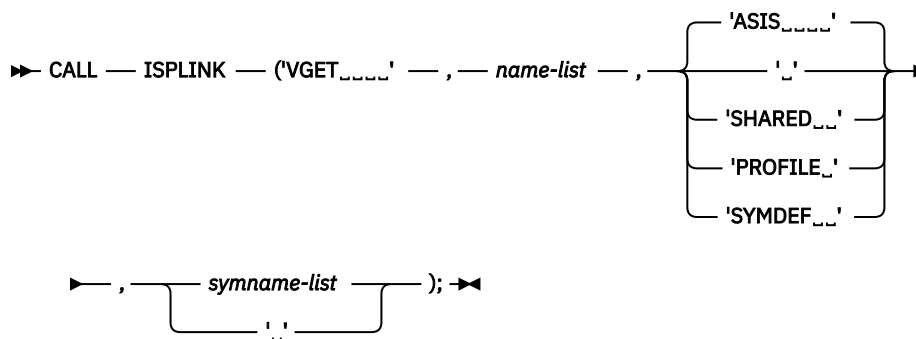 'ASIS␣␣␣␣'
CALL ISPLINK ('VGET␣␣␣␣' , name-list , '␣'
'SHARED␣␣'
'PROFILE␣'
'SYMDEF␣␣'
, symname-list );
'␣'